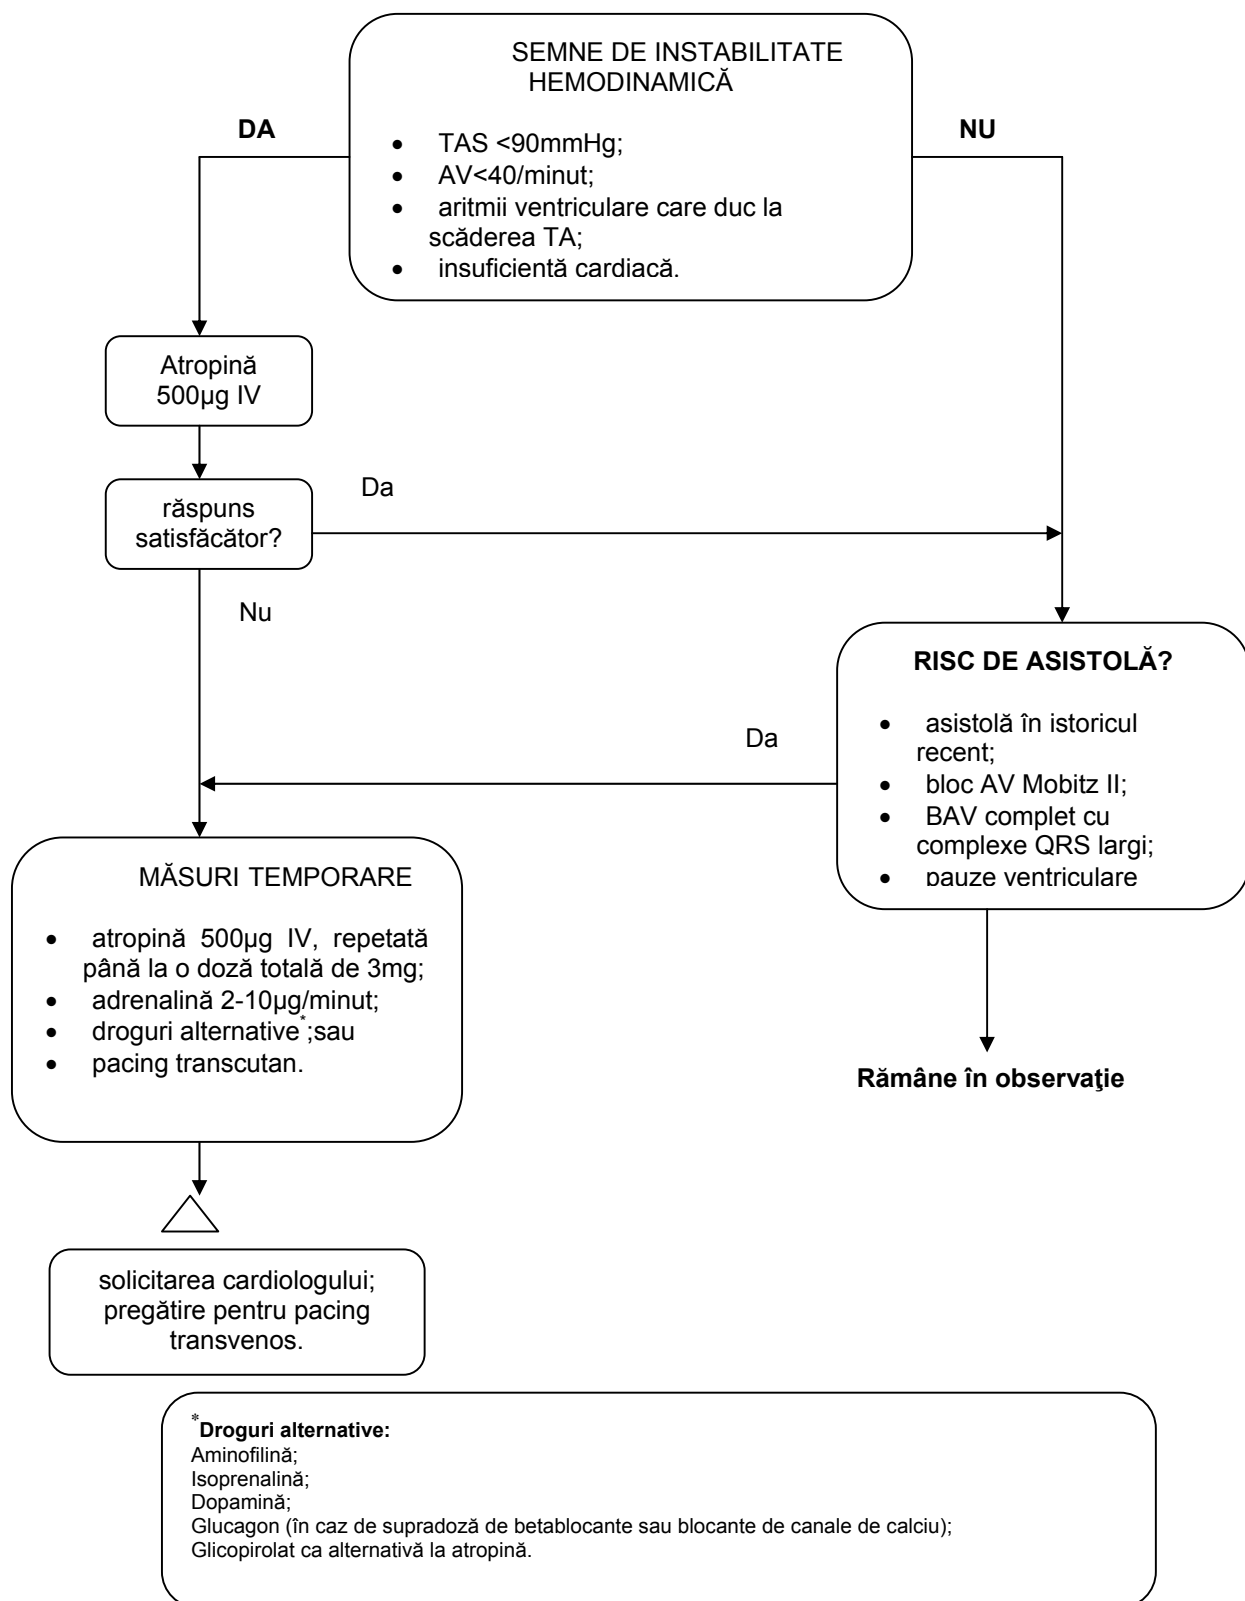 SEMNE DE INSTABILITATE
HEMODINAMICĂ
DA
NU
• TAS <90mmHg;
• AV<40/minut;
• aritmii ventriculare care duc la
scăderea TA;
• insuficientă cardiacă.
Atropină
500µg IV
răspuns
satisfăcător?
Da
Nu
RISC DE ASISTOLĂ?
• asistolă în istoricul
recent;
• bloc AV Mobitz II;
• BAV complet cu
complexe QRS largi;
• pauze ventriculare
Da
MĂSURI TEMPORARE
• atropină 500µg IV, repetată
până la o doză totală de 3mg;
• adrenalină 2-10µg/minut;
• droguri alternative*;sau
• pacing transcutan.
Rămâne în observaţie
solicitarea cardiologului;
pregătire pentru pacing
transvenos.
*Droguri alternative:
Aminofilină;
Isoprenalină;
Dopamină;
Glucagon (în caz de supradoză de betablocante sau blocante de canale de calciu);
Glicopirolat ca alternativă la atropină.